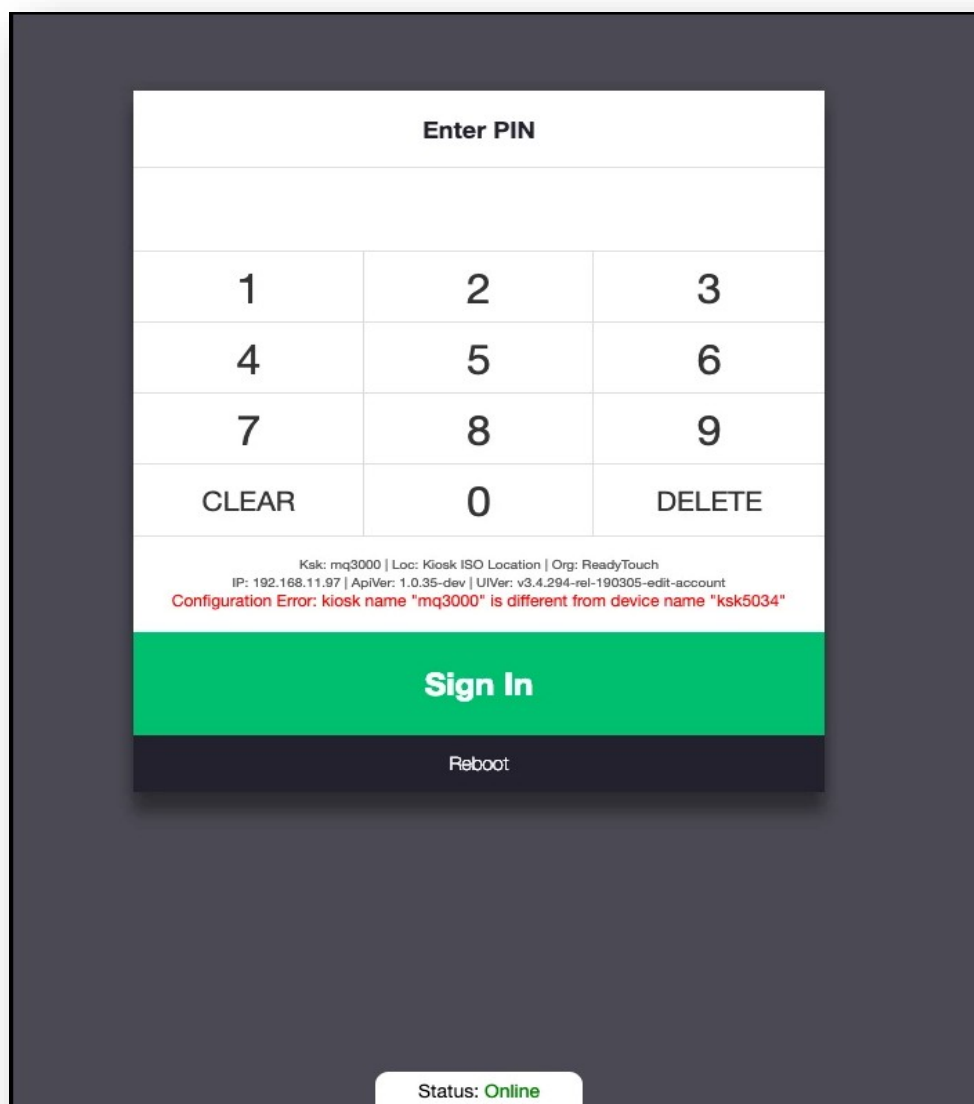 Enter PIN
1 2 3
4 5 6
7 8 9
CLEAR 0 DELETE
Ksk: mq3000 | Loc: Kiosk ISO Location | Org: ReadyTouch
IP: 192.168.11.97 | ApiVer: 1.0.35-dev | UIVer: v3.4.294-rel-190305-edit-account
Configuration Error: kiosk name "mq3000" is different from device name "ksk5034"
Sign In
Reboot
Status: Online